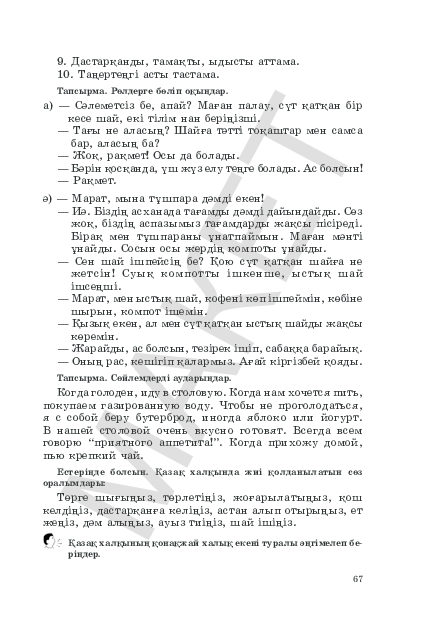 9. Дастарқанды, тамақты, ыдысты аттама.
10. Таңертеңгі асты тастама.
Тапсырма. Рөлдерге бөліп оқыңдар.
а) — Сәлеметсіз бе, апай? Маған палау, сүт қатқан бір
кесе шай, екі тілім нан беріңізші.
— Тағы не аласың? Шайға тәтті тоқаштар мен самса
бар, аласың ба?
— Жоқ, рақмет! Осы да болады.
— Бәрін қосқанда, үш жүз елу теңге болады. Ас болсын!
— Рақмет.
ә) — Марат, мына тұшпара дәмді екен!
— Иә. Біздің асханада тағамды дәмді дайындайды. Сөз
жоқ, біздің аспазымыз тағамдарды жақсы пісіреді.
Бірақ мен тұшпараны ұнатпаймын. Маған мәнті
ұнайды. Сосын осы жердің компоты ұнайды.
— Сен шай ішпейсің бе? Қою сүт қатқан шайға не
жетсін! Суық компотты ішкенше, ыстық шай
ішсеңші.
— Марат, мен ыстық шай, кофені көп ішпеймін, көбіне
шырын, компот ішемін.
— Қызық екен, ал мен сүт қатқан ыстық шайды жақсы
көремін.
— Жарайды, ас болсын, тезірек ішіп, сабаққа барайық.
— Оның рас, кешігіп қалармыз. Ағай кіргізбей қояды.
Тапсырма. Сөйлемдерді аударыңдар.
Когда голоден, иду в столовую. Когда нам хочется пить,
покупаем газированную воду. Чтобы не проголодаться,
я с собой беру бутерброд, иногда яблоко или йогурт.
В нашей столовой очень вкусно готовят. Всегда всем
говорю “приятного аппетита!”. Когда прихожу домой,
пью крепкий чай.
Естеріңде болсын. Қазақ халқында жиі қолданылатын сөз
оралымдары:
Төрге шығыңыз, төрлетіңіз, жоғарылатыңыз, қош
келдіңіз, дастарқанға келіңіз, астан алып отырыңыз, ет
жеңіз, дәм алыңыз, ауыз тиіңіз, шай ішіңіз.
Қазақ халқының қонақжай халық екені туралы әңгімелеп бе-
ріңдер.
67
МАКЕТ